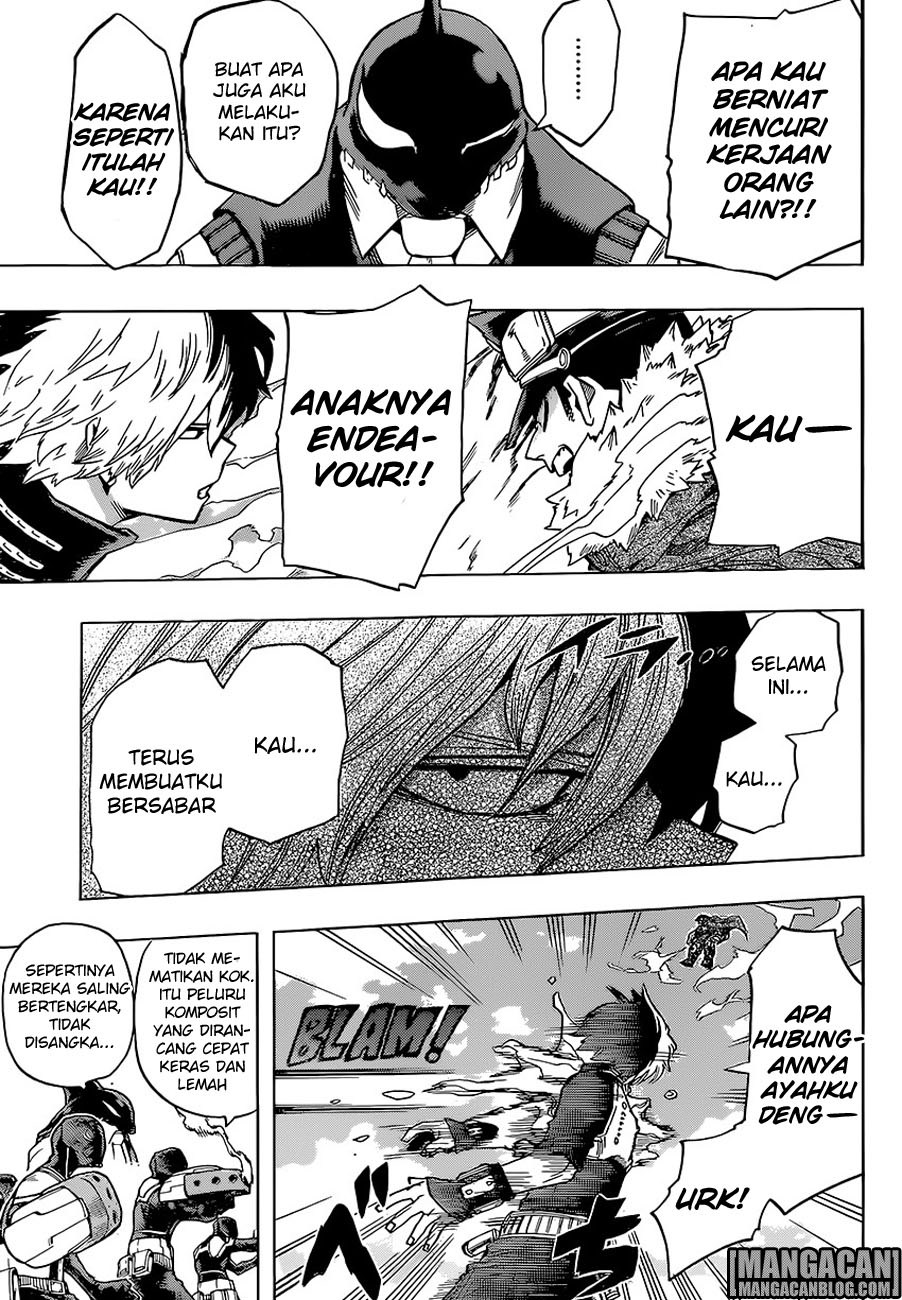 APA KAU
BERNIAT
MENCURI
KERJAAN
ORANG
LAIN?!!
.........
BUAT APA
JUGA AKU
MELAKU-
KAN ITU?
KARENA
SEPERTI
ITULAH
KAU!!
KAU—
ANAKNYA
ENDEA-
VOUR!!
SELAMA
INI...
KAU...
イラ...
KAU...
TERUS
MEMBUATKU
BERSABAR
APA
HUBUNG-
ANNYA
AYAHKU
DENG—
BLAM!
URK!
TIDAK ME-
MATIKAN KOK.
ITU PELURU
KOMPOSIT
YANG DIRAN-
CANG CEPAT
KERAS DAN
LEMAH
SEPERTINYA
MEREKA SALING
BERTENGKAR,
TIDAK
DISANGKA...
[MANGACAN]
MANGACANBLOG.COM